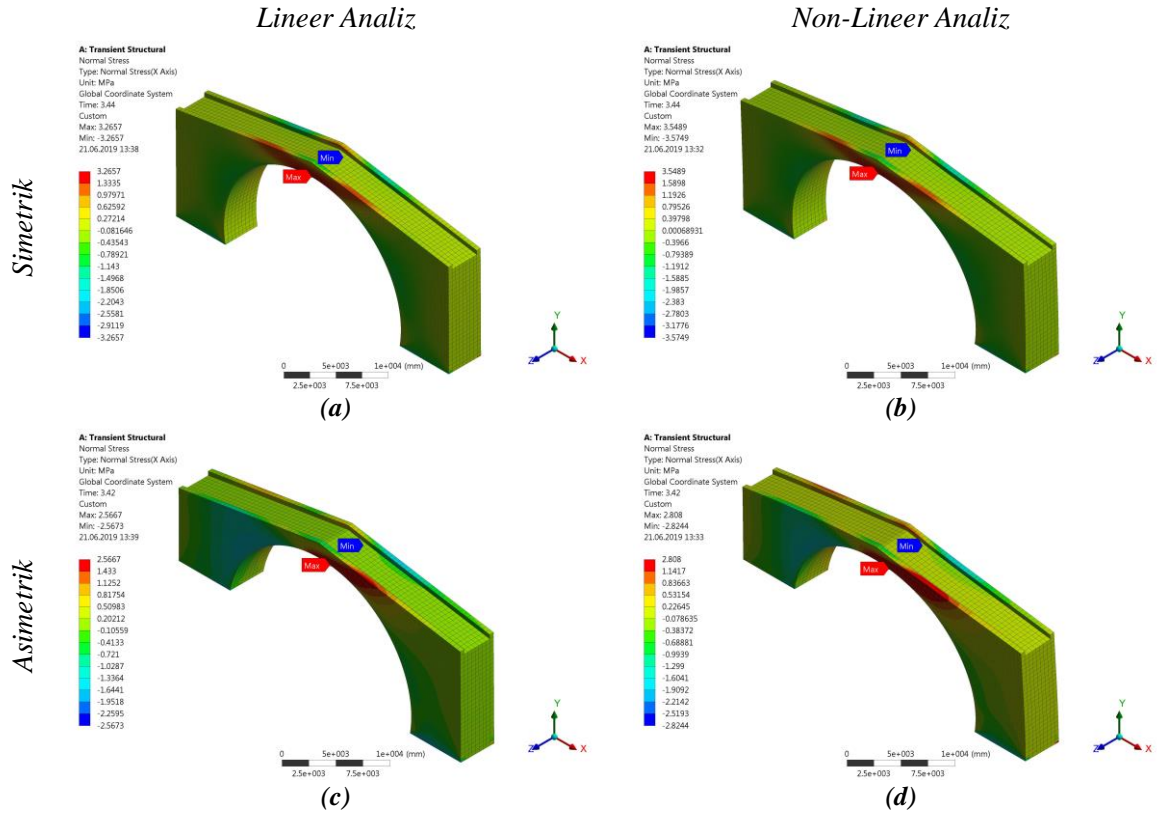 Lineer Analiz
Non-Lineer Analiz
Simetrik
A: Transient Structural
Normal Stress
Type: Normal Stress(X Axis)
Unit: MPa
Global Coordinate System
Time: 3.44
Custom
Max: 3.2657
Min: -3.2657
21.06.2019 13:38
3.2657
1.3335
0.97971
0.62592
0.27214
-0.081646
-0.43543
-0.78921
-1.143
-1.4968
-1.8506
-2.2043
-2.5581
-2.9119
-3.2657
Min
Max
0 5e+003 1e+004 (mm)
2.5e+003 7.5e+003
Y
Z X
(a)
A: Transient Structural
Normal Stress
Type: Normal Stress(X Axis)
Unit: MPa
Global Coordinate System
Time: 3.44
Custom
Max: 3.5489
Min: -3.5749
21.06.2019 13:32
3.5489
1.5898
1.1926
0.79526
0.39798
0.00068931
-0.3966
-0.79389
-1.1912
-1.5885
-1.9857
-2.383
-2.7803
-3.1776
-3.5749
Min
Max
0 5e+003 1e+004 (mm)
2.5e+003 7.5e+003
Y
Z X
(b)
Asimetrik
A: Transient Structural
Normal Stress
Type: Normal Stress(X Axis)
Unit: MPa
Global Coordinate System
Time: 3.42
Custom
Max: 2.5667
Min: -2.5673
21.06.2019 13:39
2.5667
1.433
1.1252
0.81754
0.50983
0.20212
-0.10559
-0.4133
-0.721
-1.0287
-1.3364
-1.6441
-1.9518
-2.2595
-2.5673
Min
Max
0 5e+003 1e+004 (mm)
2.5e+003 7.5e+003
Y
Z X
(c)
A: Transient Structural
Normal Stress
Type: Normal Stress(X Axis)
Unit: MPa
Global Coordinate System
Time: 3.42
Custom
Max: 2.808
Min: -2.8244
21.06.2019 13:33
2.808
1.1417
0.83663
0.53154
0.22645
-0.078635
-0.38372
-0.68881
-0.9939
-1.299
-1.6041
-1.9092
-2.2142
-2.5193
-2.8244
Min
Max
0 5e+003 1e+004 (mm)
2.5e+003 7.5e+003
Y
Z X
(d)